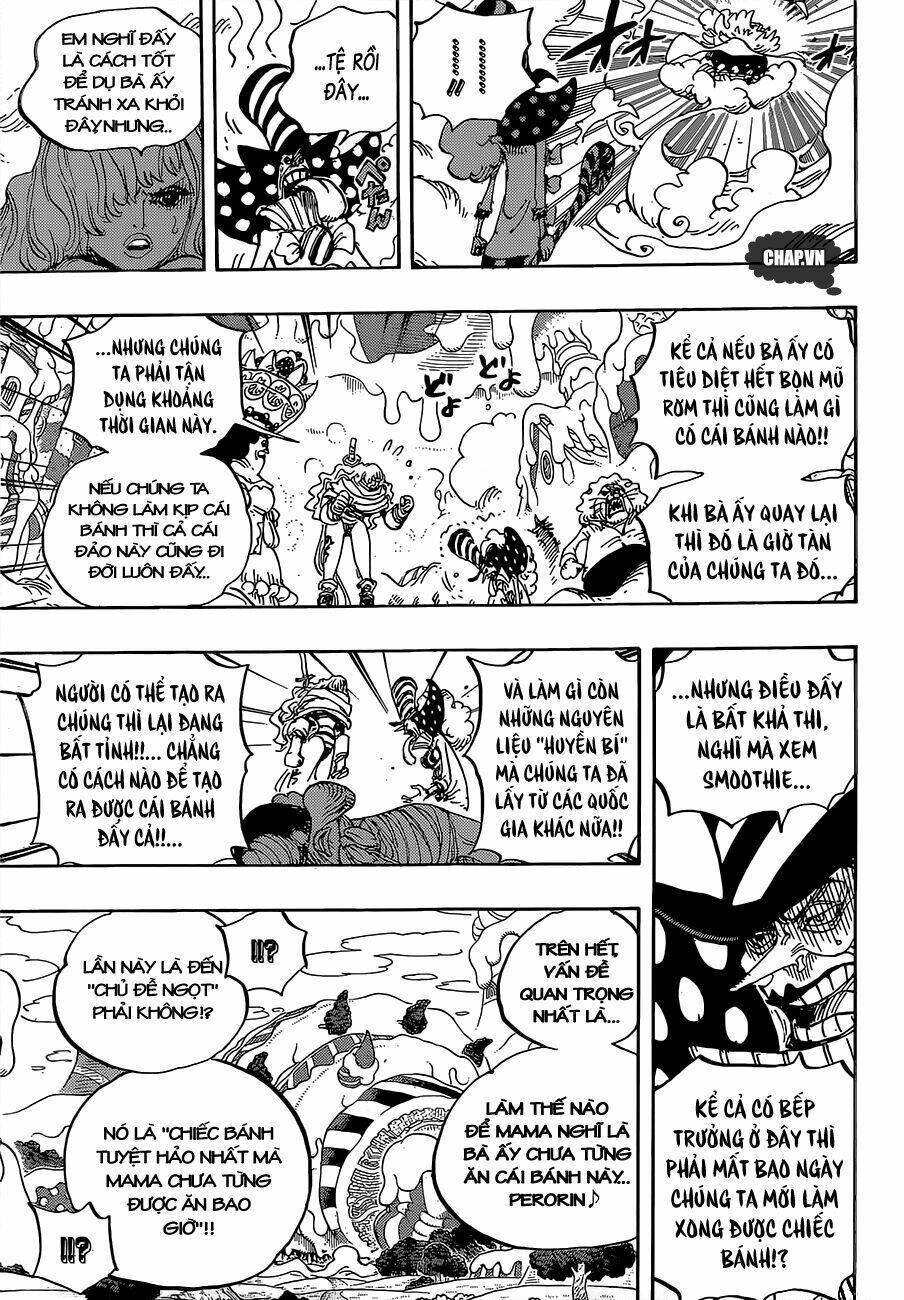 !!
...TỆ RỒI
ĐÂY...
ぺたん
EM NGHĨ ĐẤY
LÀ CÁCH TỐT
ĐỂ DỤ BÀ ẤY
TRÁNH XA KHỎI
ĐÂY.NHƯNG..
CHAP.VN
KỂ CẢ NẾU BÀ ẤY CÓ
TIÊU DIỆT HẾT BỌN MŨ
RƠM THÌ CŨNG LÀM GÌ
CÓ CÁI BÁNH NÀO!!
KHI BÀ ẤY QUAY LẠI
THÌ ĐÓ LÀ GIỜ TÀN
CỦA CHÚNG TA ĐÓ...
どよ
どよ
...NHƯNG CHÚNG
TA PHẢI TẬN
DỤNG KHOẢNG
THỜI GIAN NÀY.
NẾU CHÚNG TA
KHÔNG LÀM KỊP CÁI
BÁNH THÌ CẢ CÁI
ĐẢO NÀY CŨNG ĐI
ĐỜI LUÔN ĐẤY..
...NHƯNG ĐIỀU ĐẤY
LÀ BẤT KHẢ THI,
NGHĨ MÀ XEM
SMOOTHIE...
KỂ CẢ CÓ BẾP
TRƯỞNG Ở ĐÂY THÌ
PHẢI MẤT BAO NGÀY
CHÚNG TA MỚI LÀM
XONG ĐƯỢC CHIẾC
BÁNH!?
VÀ LÀM GÌ CÒN
NHỮNG NGUYÊN
LIỆU "HUYỀN BÍ"
MÀ CHÚNG TA ĐÃ
LẤY TỪ CÁC QUỐC
GIA KHÁC NỮA!!
NGƯỜI CÓ THỂ TẠO RA
CHÚNG THÌ LẠI ĐANG
BẤT TỈNH!!... CHẲNG
CÓ CÁCH NÀO ĐỂ TẠO
RA ĐƯỢC CÁI BÁNH
ĐẤY CẢ!!...
TRÊN HẾT,
VẤN ĐỀ
QUAN TRỌNG
NHẤT LÀ...
LÀM THẾ NÀO
ĐỂ MAMA NGHĨ LÀ
BÀ ẤY CHƯA TỪNG
ĂN CÁI BÁNH NÀY..
PERORIN♪
!!?
LẦN NÀY LÀ ĐẾN
"CHỦ ĐỀ NGỌT"
PHẢI KHÔNG!?
NÓ LÀ "CHIẾC BÁNH
TUYỆT HẢO NHẤT MÀ
MAMA CHƯA TỪNG
ĐƯỢC ĂN BAO
GIỜ"!!
!!?